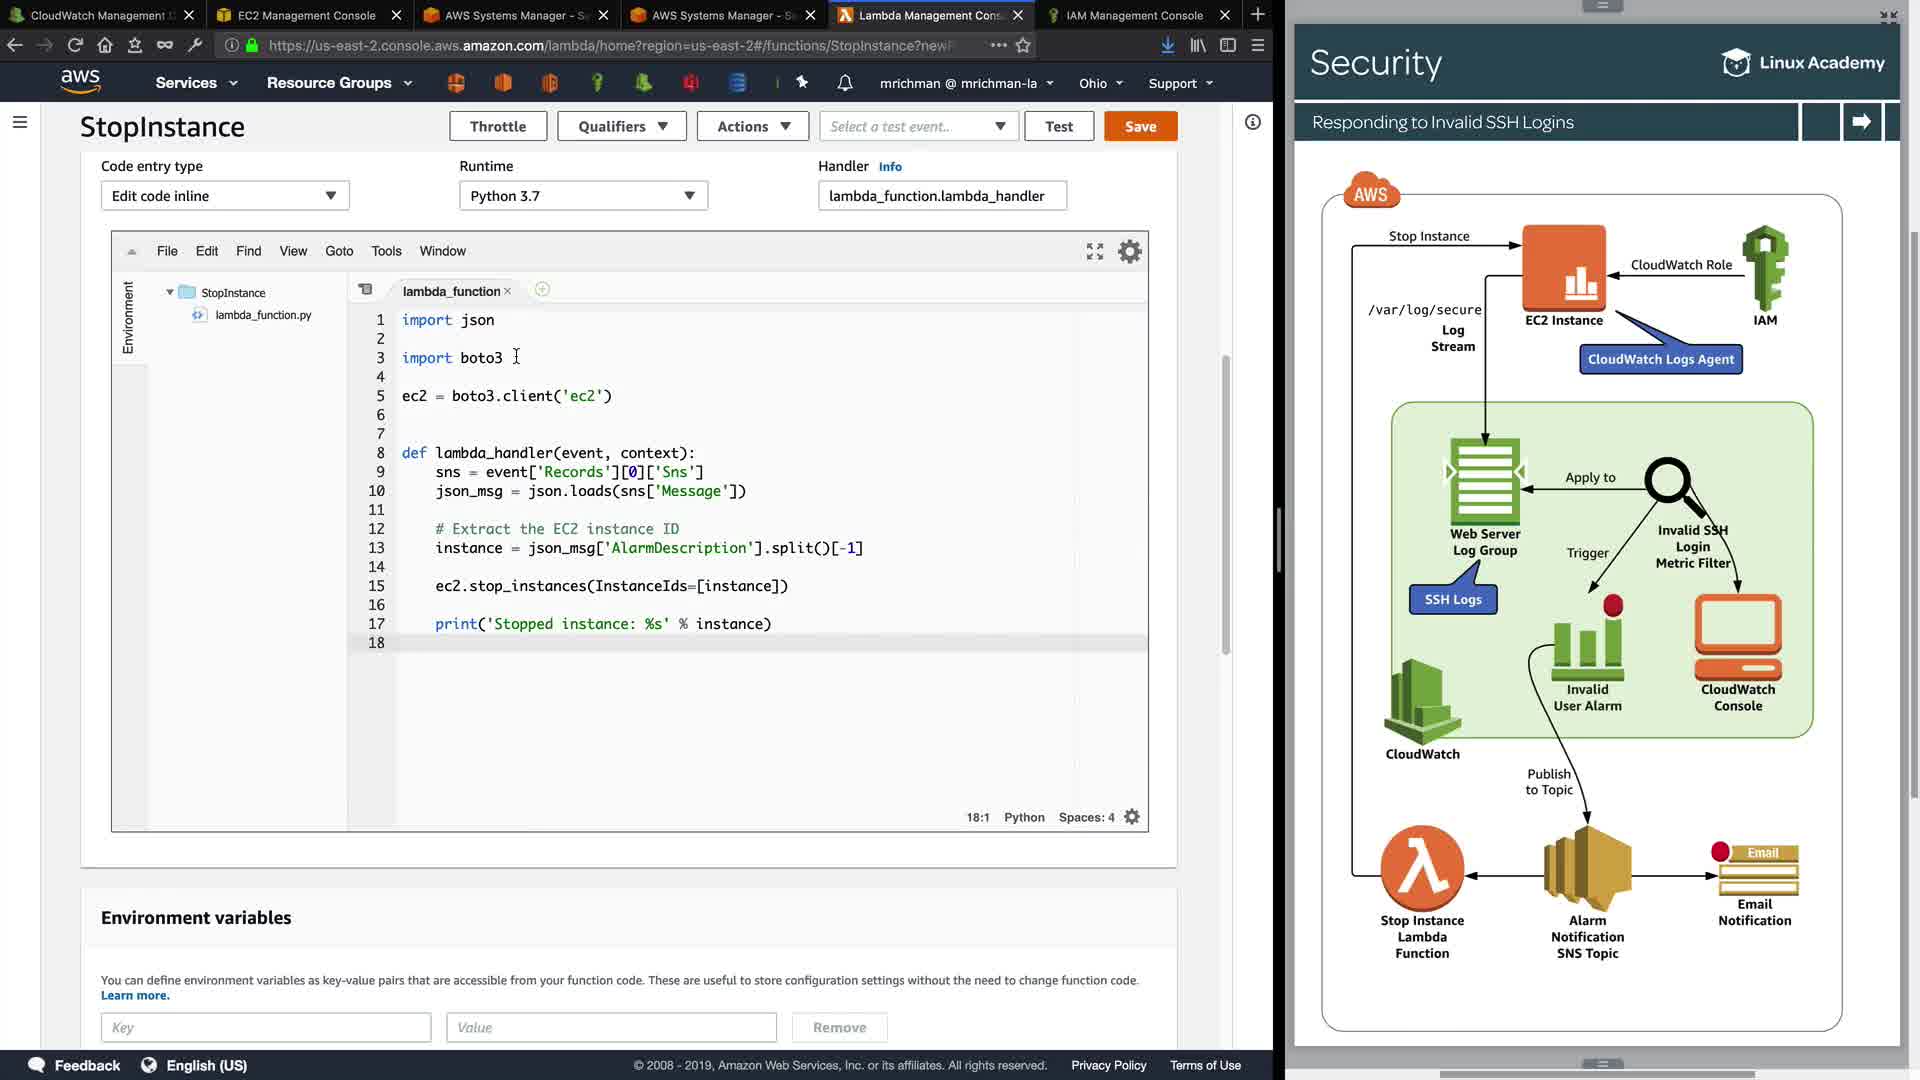 CloudWatch Management
EC2 Management Console
AWS Systems Manager - S
AWS Systems Manager - Se
Lambda Management Cons
IAM Management Console
https://us-east-2.console.aws.amazon.com/lambda/home?region=us-east-2#/functions/StopInstance?newF
aws
Services
Resource Groups
mrichman @ mrichman-la
Ohio
Support
StopInstance
Throttle
Qualifiers
Actions
Select a test event..
Test
Save
Code entry type
Runtime
Handler Info
Edit code inline
Python 3.7
lambda_function.lambda_handler
File Edit Find View Goto Tools Window
Environment
StopInstance
lambda_function.py
lambda_function
1 import json
2
3 import boto3
4
5 ec2 = boto3.client('ec2')
6
7
8 def lambda_handler(event, context):
9 sns = event['Records'][0]['Sns']
10 json_msg = json.loads(sns['Message'])
11
12 # Extract the EC2 instance ID
13 instance = json_msg['AlarmDescription'].split()[-1]
14
15 ec2.stop_instances(InstanceIds=[instance])
16
17 print('Stopped instance: %s' % instance)
18
18:1 Python Spaces: 4
Environment variables
You can define environment variables as key-value pairs that are accessible from your function code. These are useful to store configuration settings without the need to change function code.
Learn more.
Key
Value
Remove
Feedback
English (US)
© 2008 - 2019, Amazon Web Services, Inc. or its affiliates. All rights reserved.
Privacy Policy
Terms of Use
Security
Linux Academy
Responding to Invalid SSH Logins
AWS
Stop Instance
CloudWatch Role
/var/log/secure
Log
Stream
EC2 Instance
IAM
CloudWatch Logs Agent
Apply to
Web Server
Log Group
Invalid SSH
Login
Metric Filter
Trigger
SSH Logs
Invalid
User Alarm
CloudWatch
Console
CloudWatch
Publish
to Topic
Email
Stop Instance
Lambda
Function
Alarm
Notification
SNS Topic
Email
Notification